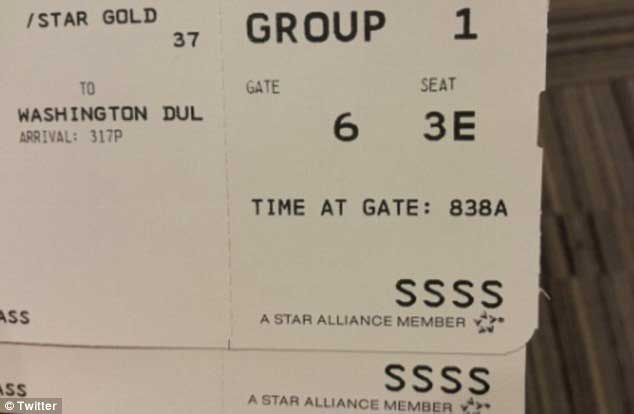 /STAR GOLD
37
TO
WASHINGTON DUL
ARRIVAL: 317P
GROUP 1
GATE SEAT
6 3E
TIME AT GATE: 838A
SSSS
A STAR ALLIANCE MEMBER
ASS
SSSS
A STAR ALLIANCE MEMBER
ASS
© Twitter